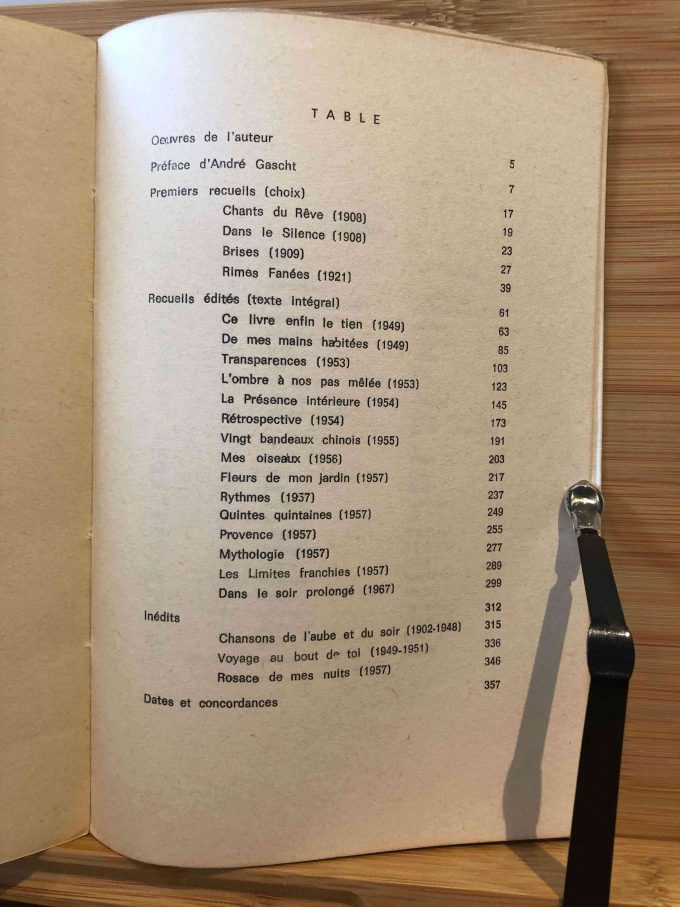 TABLE
Oeuvres de l'auteur 5
Préface d'André Gascht 7
Premiers recueils (choix) 17
Chants du Rêve (1908) 19
Dans le Silence (1908) 23
Brises (1909) 27
Rimes Fanées (1921) 39
Recueils édités (texte intégral) 61
Ce livre enfin le tien (1949) 63
De mes mains habitées (1949) 85
Transparences (1953) 103
L'ombre à nos pas mêlée (1953) 123
La Présence intérieure (1954) 145
Rétrospective (1954) 173
Vingt bandeaux chinois (1955) 191
Mes oiseaux (1956) 203
Fleurs de mon jardin (1957) 217
Rythmes (1937) 237
Quintes quintaines (1957) 249
Provence (1957) 255
Mythologie (1957) 277
Les Limites franchies (1957) 289
Dans le soir prolongé (1967) 299
Inédits 312
Chansons de l'aube et du soir (1902-1948) 315
Voyage au bout de toi (1949-1951) 336
Rosace de mes nuits (1957) 346
Dates et concordances 357